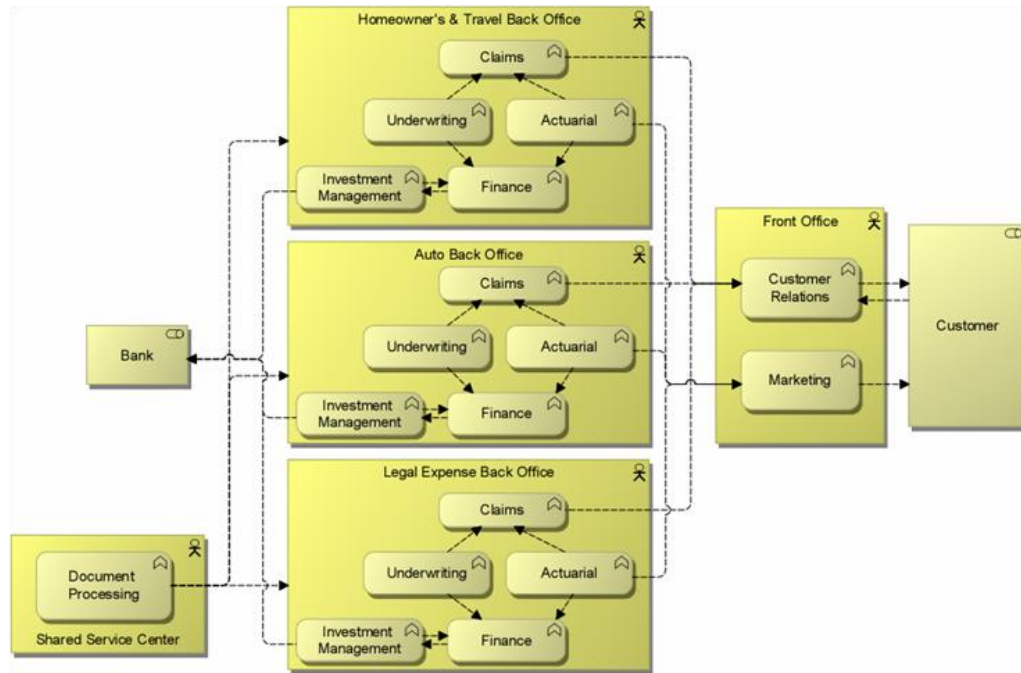 Homeowner's & Travel Back Office
Claims
Underwriting
Actuarial
Investment
Management
Finance
Auto Back Office
Claims
Underwriting
Actuarial
Investment
Management
Finance
Legal Expense Back Office
Claims
Underwriting
Actuarial
Investment
Management
Finance
Bank
Document
Processing
Shared Service Center
Front Office
Customer
Relations
Marketing
Customer